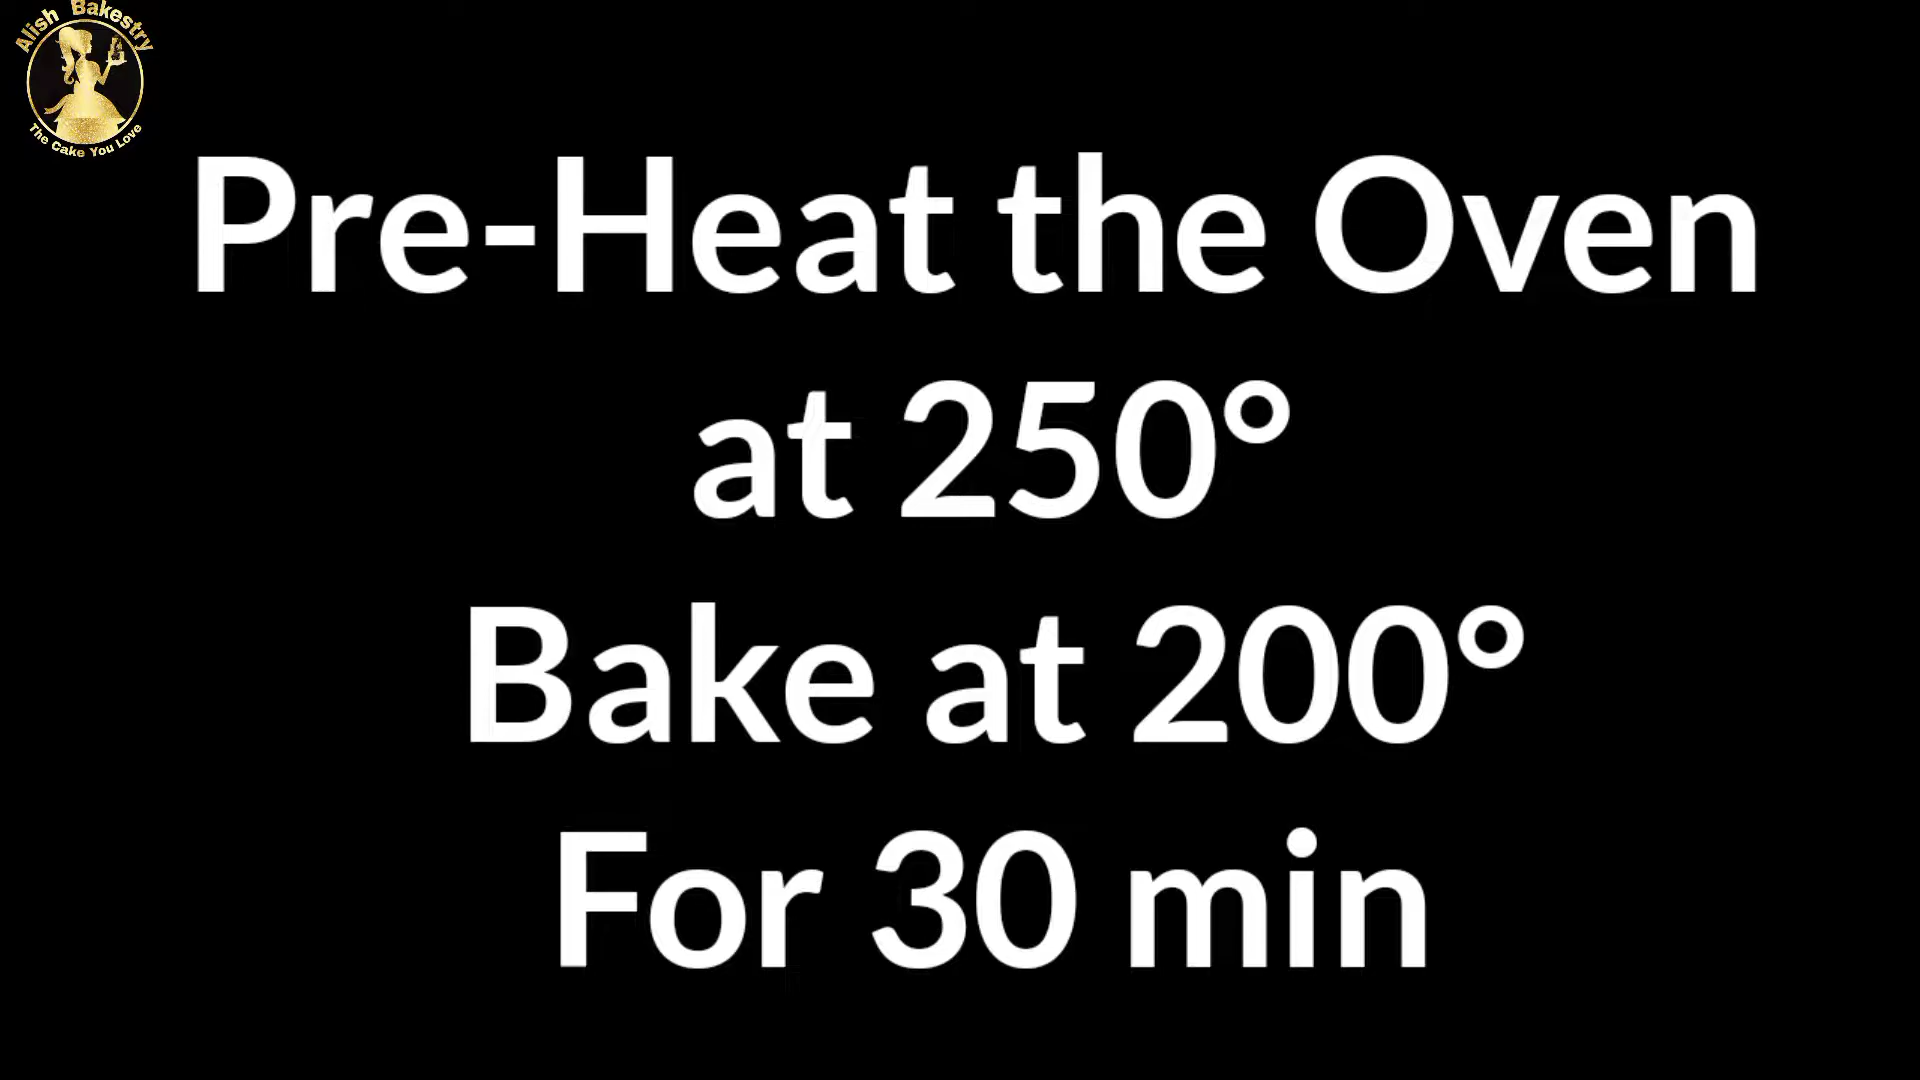 Alish Bakestry
The Cake You Love
Pre-Heat the Oven
at 250°
Bake at 200°
For 30 min